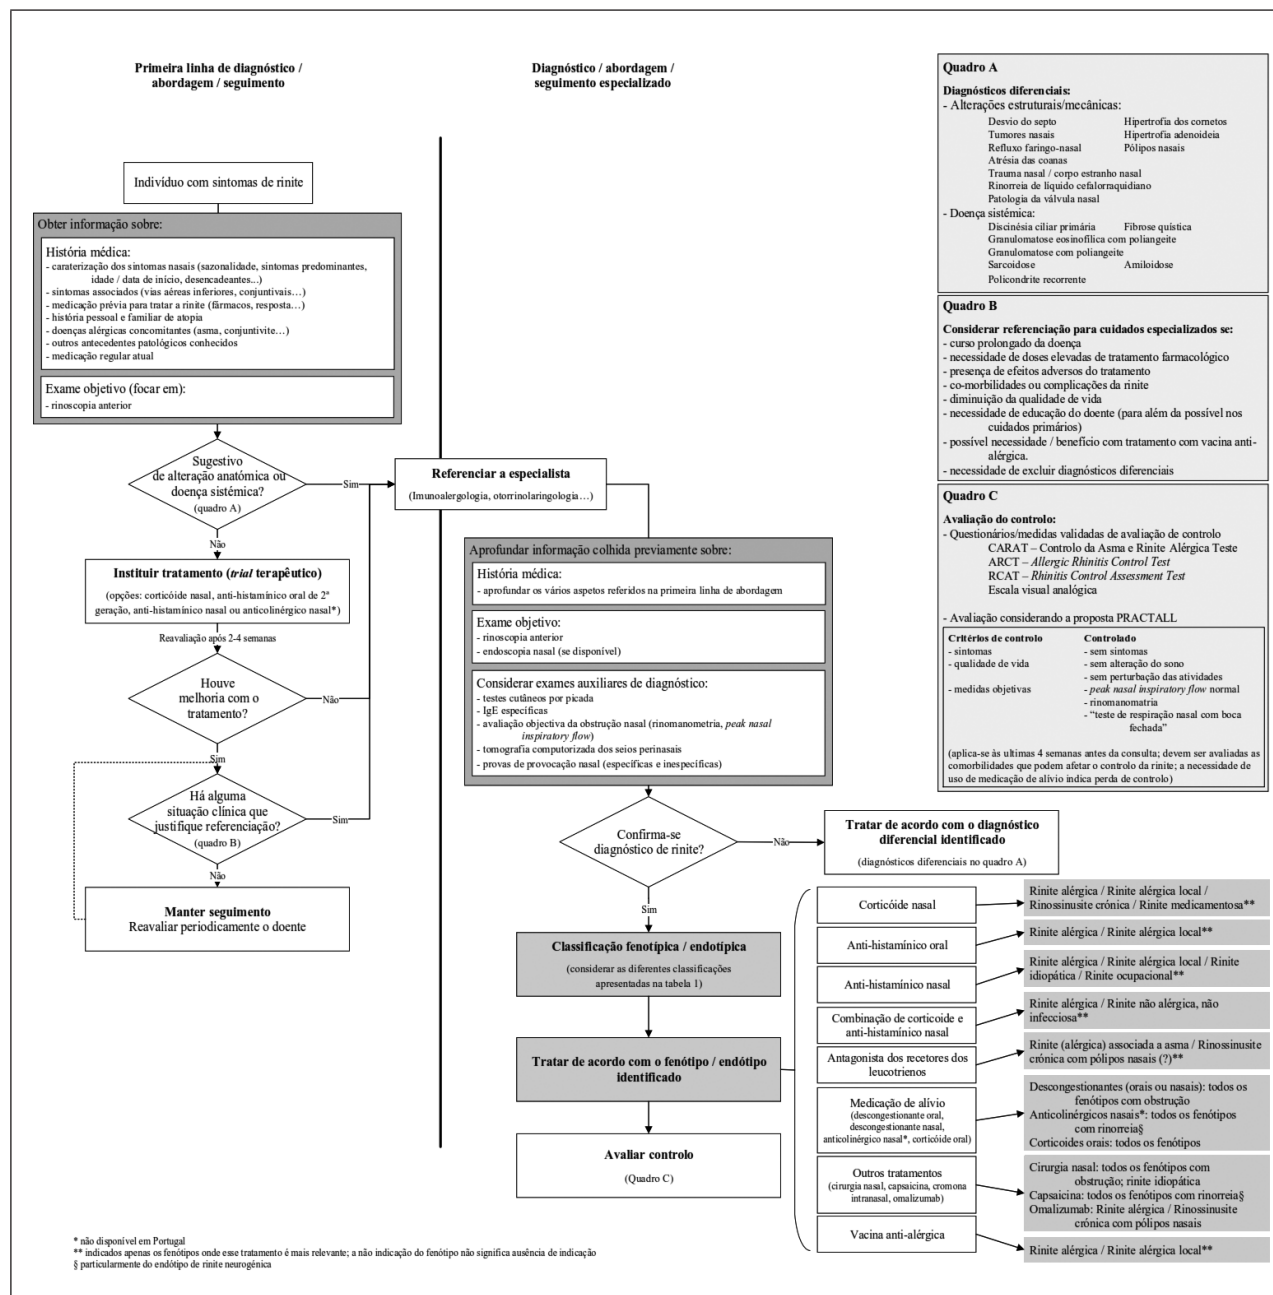 Primeira linha de diagnóstico /
abordagem / seguimento
Indivíduo com sintomas de rinite
Obter informação sobre:
História médica:
- caraterização dos sintomas nasais (sazonalidade, sintomas predominantes,
idade / data de início, desencadeantes...)
- sintomas associados (vias aéreas inferiores, conjuntivais…)
- medicação prévia para tratar a rinite (fármacos, resposta…)
- história pessoal e familiar de atopia
- doenças alérgicas concomitantes (asma, conjuntivite…)
- outros antecedentes patológicos conhecidos
- medicação regular atual
Exame objetivo (focar em):
- rinoscopia anterior
Sugestivo
de alteração anatómica ou
doença sistémica?
(quadro A)
Sim
Não
Instituir tratamento (trial terapêutico)
(opções: corticóide nasal, anti-histamínico oral de 2ª
geração, anti-histamínico nasal ou anticolinérgico nasal*)
Reavaliação após 2-4 semanas
Houve
melhoria com o
tratamento?
Não
Sim
Há alguma
situação clínica que
justifique referenciação?
(quadro B)
Sim
Não
Manter seguimento
Reavaliar periodicamente o doente
Diagnóstico / abordagem /
seguimento especializado
Referenciar a especialista
(Imunoalergologia, otorrinolaringologia…)
Aprofundar informação colhida previamente sobre:
História médica:
- aprofundar os vários aspetos referidos na primeira linha de abordagem
Exame objetivo:
- rinoscopia anterior
- endoscopia nasal (se disponível)
Considerar exames auxiliares de diagnóstico:
- testes cutâneos por picada
- IgE específicas
- avaliação objectiva da obstrução nasal (rinomanometria, peak nasal
inspiratory flow)
- tomografia computorizada dos seios perinasais
- provas de provocação nasal (específicas e inespecíficas)
Confirma-se
diagnóstico de rinite?
Não
Tratar de acordo com o diagnóstico
diferencial identificado
(diagnósticos diferenciais no quadro A)
Sim
Classificação fenotípica / endotípica
(considerar as diferentes classificações
apresentadas na tabela 1)
Tratar de acordo com o fenótipo / endótipo
identificado
Avaliar controlo
(Quadro C)
Corticóide nasal
Rinite alérgica / Rinite alérgica local /
Rinossinusite crónica / Rinite medicamentosa**
Anti-histamínico oral
Rinite alérgica / Rinite alérgica local**
Anti-histamínico nasal
Rinite alérgica / Rinite alérgica local / Rinite
idiopática / Rinite ocupacional**
Combinação de corticoide e
anti-histamínico nasal
Rinite alérgica / Rinite não alérgica, não
infecciosa**
Antagonista dos recetores dos
leucotrienos
Rinite (alérgica) associada a asma / Rinossinusite
crónica com pólipos nasais (?)**
Medicação de alívio
(descongestionante oral,
descongestionante nasal,
anticolinérgico nasal*, corticóide oral)
Descongestionantes (orais ou nasais): todos os
fenótipos com obstrução
Anticolinérgicos nasais*: todos os fenótipos
com rinorreia§
Corticoides orais: todos os fenótipos
Outros tratamentos
(cirurgia nasal, capsaicina, cromona
intranasal, omalizumab)
Cirurgia nasal: todos os fenótipos com
obstrução; rinite idiopática
Capsaicina: todos os fenótipos com rinorreia§
Omalizumab: Rinite alérgica / Rinossinusite
crónica com pólipos nasais
Vacina anti-alérgica
Rinite alérgica / Rinite alérgica local**
Quadro A
Diagnósticos diferenciais:
- Alterações estruturais/mecânicas:
Desvio do septo Hipertrofia dos cornetos
Tumores nasais Hipertrofia adenoideia
Refluxo faringo-nasal Pólipos nasais
Atrésia das coanas
Trauma nasal / corpo estranho nasal
Rinorreia de líquido cefalorraquidiano
Patologia da válvula nasal
- Doença sistémica:
Discinésia ciliar primária Fibrose quística
Granulomatose eosinofílica com poliangeite
Granulomatose com poliangeite
Sarcoidose Amiloidose
Policondrite recorrente
Quadro B
Considerar referenciação para cuidados especializados se:
- curso prolongado da doença
- necessidade de doses elevadas de tratamento farmacológico
- presença de efeitos adversos do tratamento
- co-morbilidades ou complicações da rinite
- diminuição da qualidade de vida
- necessidade de educação do doente (para além da possível nos
cuidados primários)
- possível necessidade / benefício com tratamento com vacina anti-
alérgica.
- necessidade de excluir diagnósticos diferenciais
Quadro C
Avaliação do controlo:
- Questionários/medidas validadas de avaliação de controlo
CARAT – Controlo da Asma e Rinite Alérgica Teste
ARCT – Allergic Rhinitis Control Test
RCAT – Rhinitis Control Assessment Test
Escala visual analógica
- Avaliação considerando a proposta PRACTALL
Critérios de controlo Controlado
- sintomas - sem sintomas
- qualidade de vida - sem alteração do sono
- sem perturbação das atividades
- medidas objetivas - peak nasal inspiratory flow normal
- rinomanometria
- “teste de respiração nasal com boca
fechada”
(aplica-se às ultimas 4 semanas antes da consulta; devem ser avaliadas as
comorbilidades que podem afetar o controlo da rinite; a necessidade de
uso de medicação de alívio indica perda de controlo)
* não disponível em Portugal
** indicados apenas os fenótipos onde esse tratamento é mais relevante; a não indicação do fenótipo não significa ausência de indicação
§ particularmente do endótipo de rinite neurogénica